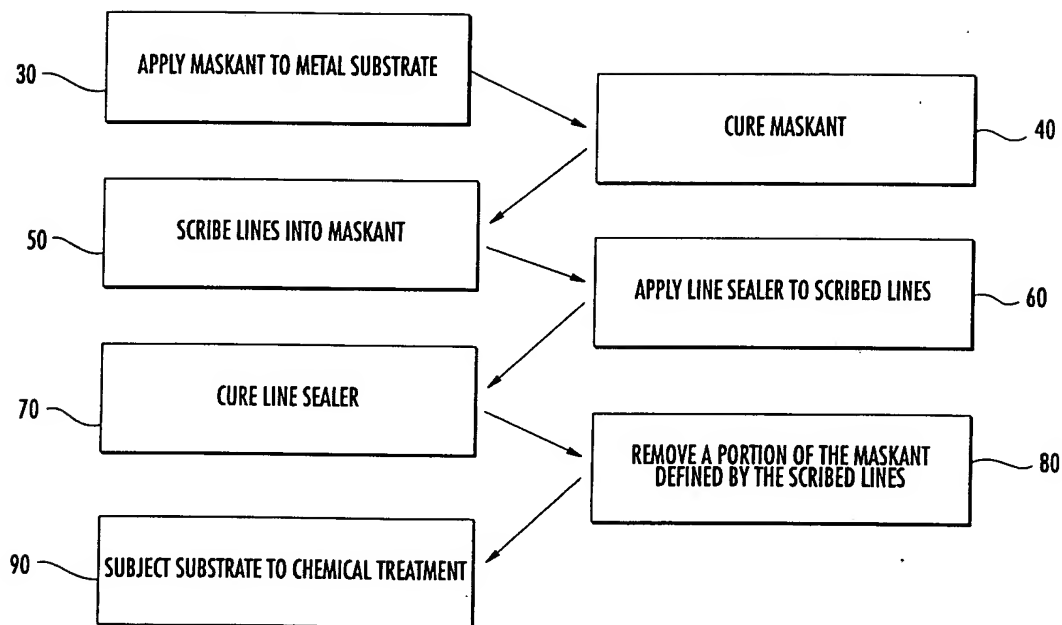 30
APPLY MASKANT TO METAL SUBSTRATE
CURE MASKANT
40
50
SCRIBE LINES INTO MASKANT
APPLY LINE SEALER TO SCRIBED LINES
60
70
CURE LINE SEALER
REMOVE A PORTION OF THE MASKANT
DEFINED BY THE SCRIBED LINES
80
90
SUBJECT SUBSTRATE TO CHEMICAL TREATMENT